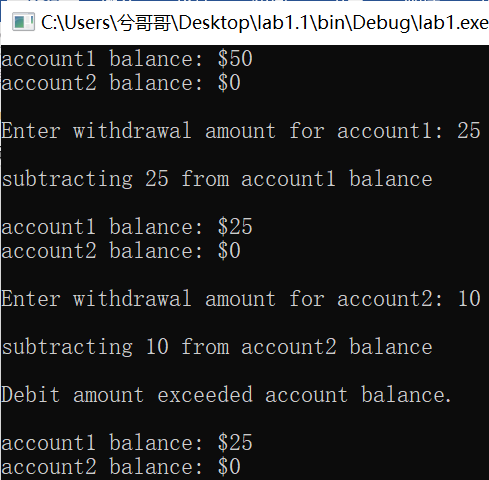 C:\Users\兮哥哥\Desktop\lab1.1\bin\Debug\lab1.exe
account1 balance: $50
account2 balance: $0
Enter withdrawal amount for account1: 25
subtracting 25 from account1 balance
account1 balance: $25
account2 balance: $0
Enter withdrawal amount for account2: 10
subtracting 10 from account2 balance
Debit amount exceeded account balance.
account1 balance: $25
account2 balance: $0